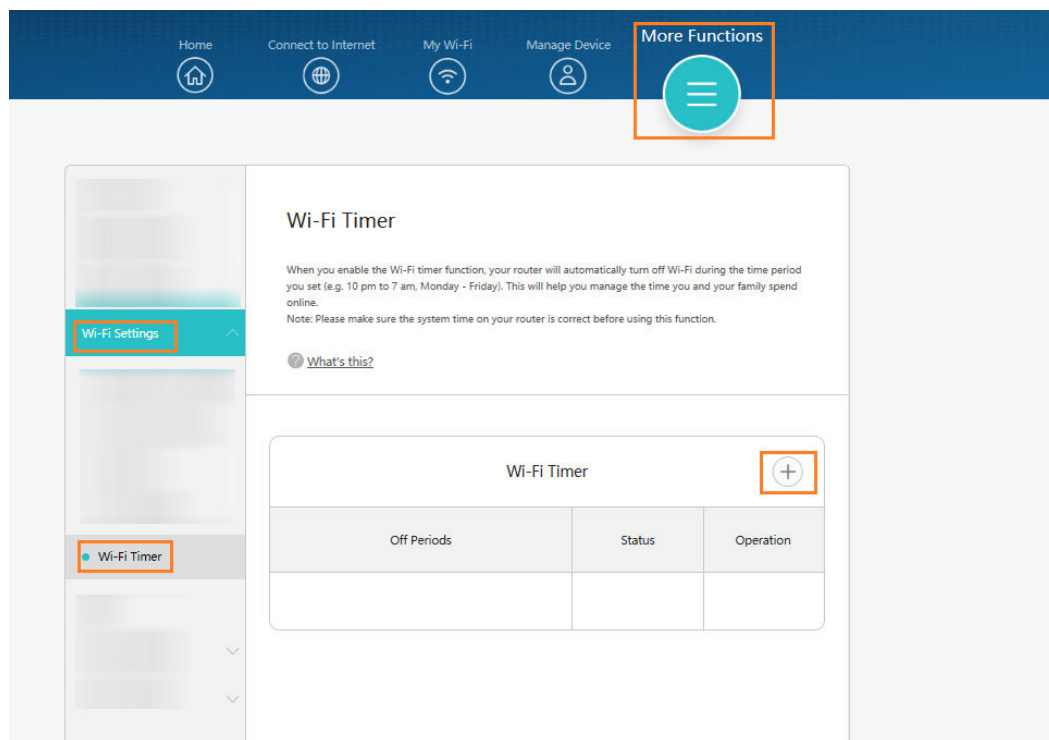 Home
Connect to Internet
My Wi-Fi
Manage Device
More Functions
Wi-Fi Timer
When you enable the Wi-Fi timer function, your router will automatically turn off Wi-Fi during the time period
you set (e.g. 10 pm to 7 am, Monday - Friday). This will help you manage the time you and your family spend
online.
Note: Please make sure the system time on your router is correct before using this function.
Wi-Fi Settings
What's this?
Wi-Fi Timer
Off Periods
Status
Operation
Wi-Fi Timer